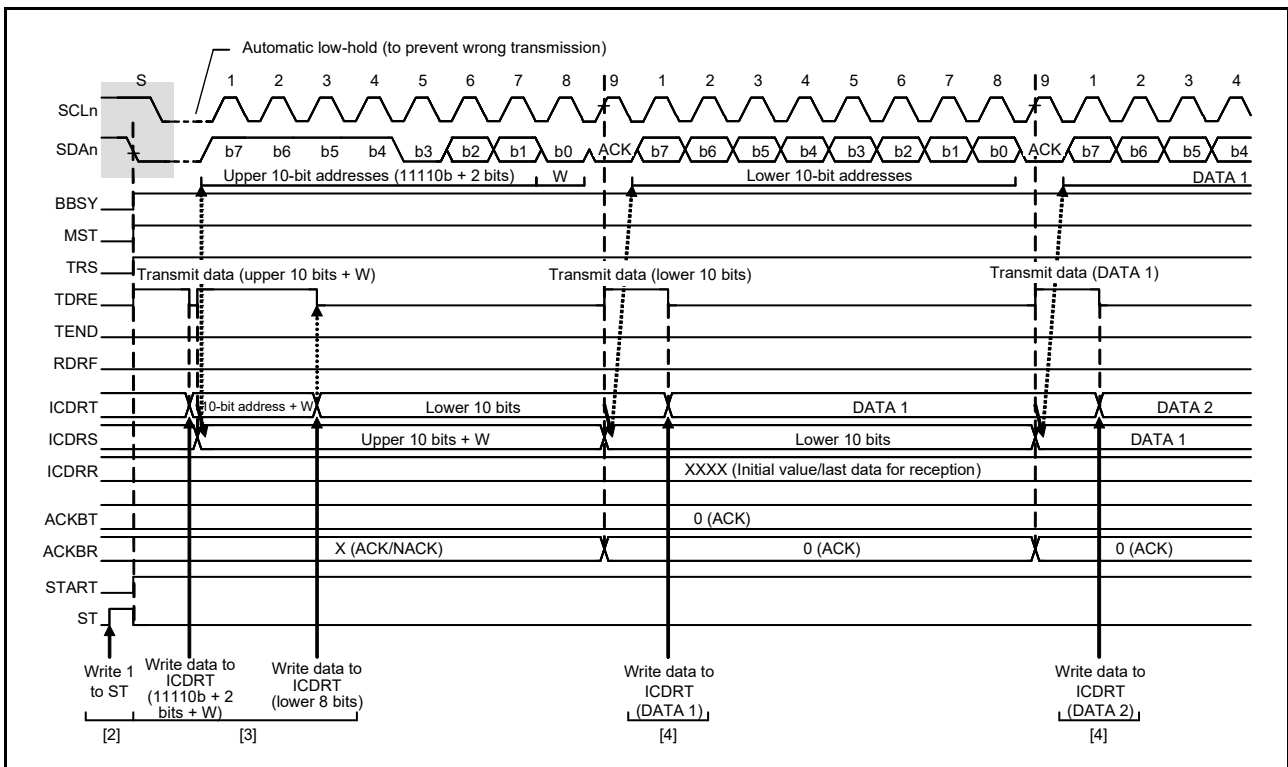 Automatic low-hold (to prevent wrong transmission)
S 1 2 3 4 5 6 7 8 9 1 2 3 4 5 6 7 8 9 1 2 3 4
SCLn
SDAn b7 b6 b5 b4 b3 b2 b1 b0 ACK b7 b6 b5 b4 b3 b2 b1 b0 ACK b7 b6 b5 b4
Upper 10-bit addresses (11110b + 2 bits) W Lower 10-bit addresses DATA 1
BBSY
MST
TRS
Transmit data (upper 10 bits + W) Transmit data (lower 10 bits) Transmit data (DATA 1)
TDRE
TEND
RDRF
ICDRT 10-bit address + W Lower 10 bits DATA 1 DATA 2
ICDRS Upper 10 bits + W Lower 10 bits DATA 1
ICDRR XXXX (Initial value/last data for reception)
ACKBT 0 (ACK)
ACKBR X (ACK/NACK) 0 (ACK) 0 (ACK)
START
ST
Write 1
to ST
Write data to
ICDRT
(11110b + 2
bits + W)
Write data to
ICDRT
(lower 8 bits)
Write data to
ICDRT
(DATA 1)
Write data to
ICDRT
(DATA 2)
[2] [3] [4] [4]